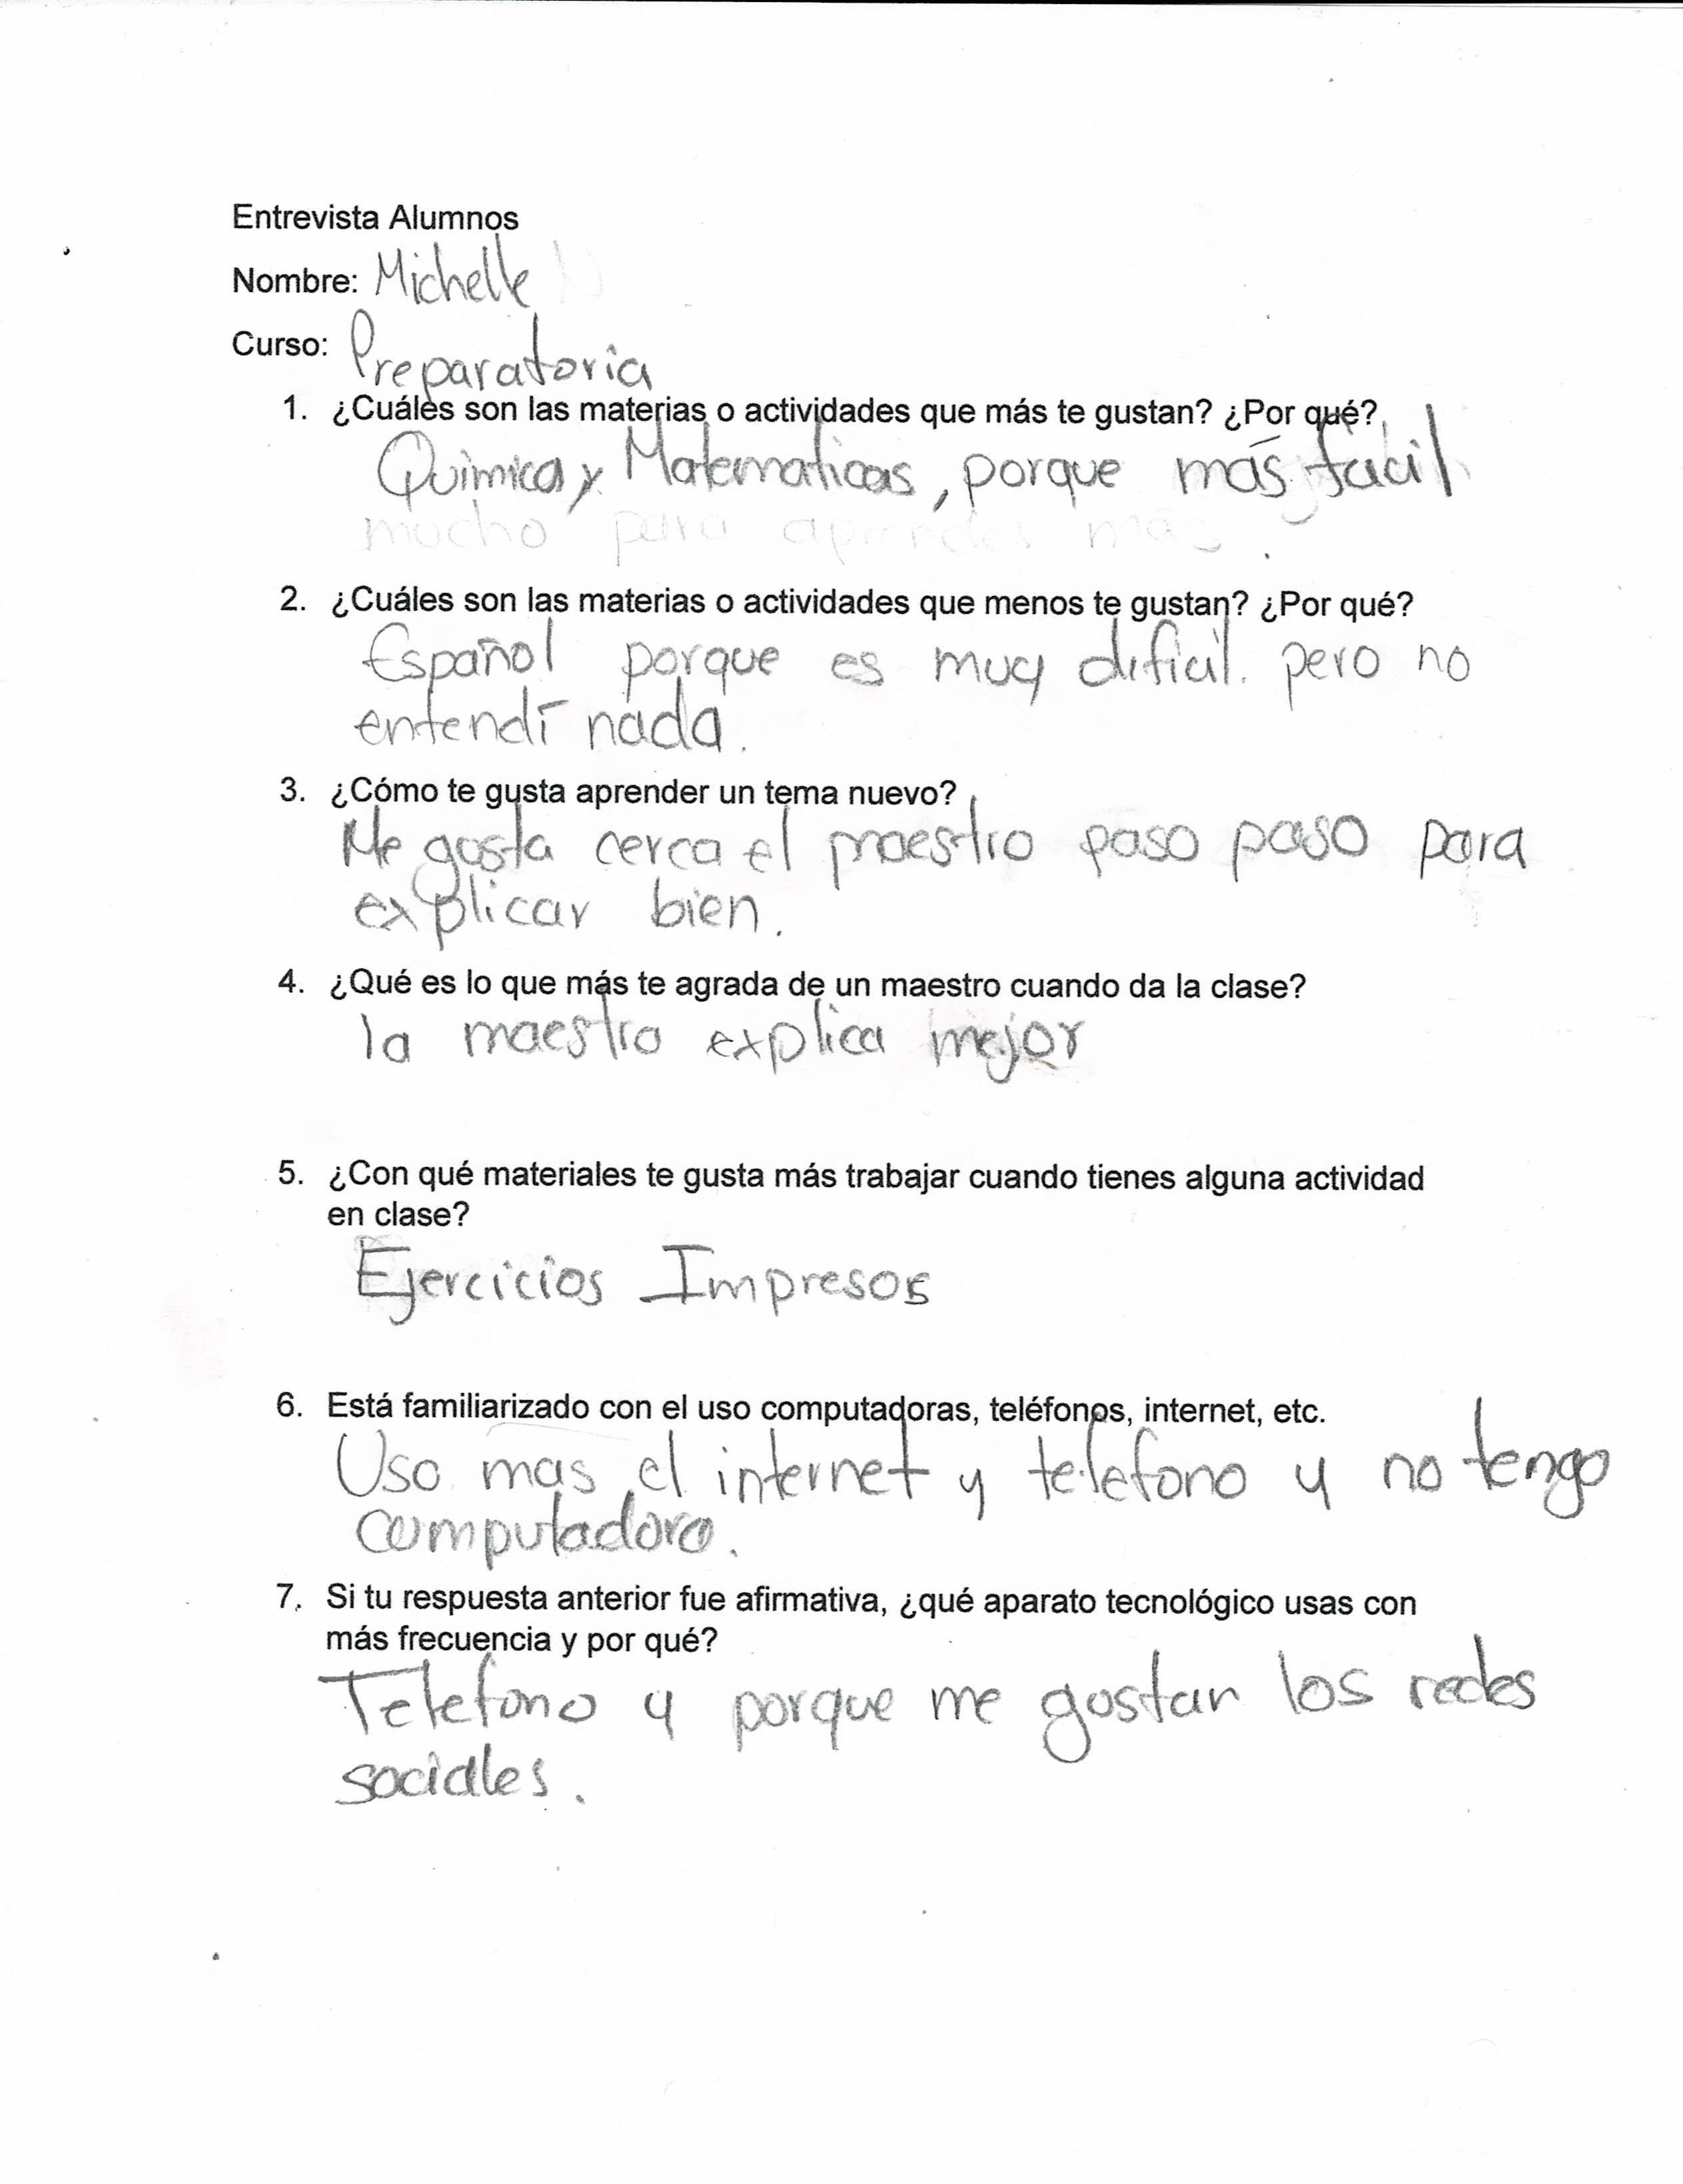 Entrevista Alumnos
Nombre: Michelle
Curso: Preparatoria
1. ¿Cuáles son las materias o actividades que más te gustan? ¿Por qué?
Química y Matematicas, porque más facil
mucho para aprender más
2. ¿Cuáles son las materias o actividades que menos te gustan? ¿Por qué?
Español porque es muy dificil. pero no
entendí nada.
3. ¿Cómo te gusta aprender un tema nuevo?
Me gusta cerca el maestro paso paso para
explicar bien.
4. ¿Qué es lo que más te agrada de un maestro cuando da la clase?
la maestra explica mejor
5. ¿Con qué materiales te gusta más trabajar cuando tienes alguna actividad
en clase?
Ejercicios Impresos
6. Está familiarizado con el uso computadoras, teléfonos, internet, etc.
Uso mas el internet y telefono y no tengo
computadora.
7. Si tu respuesta anterior fue afirmativa, ¿qué aparato tecnológico usas con
más frecuencia y por qué?
Telefono y porque me gostan los redes
sociales.